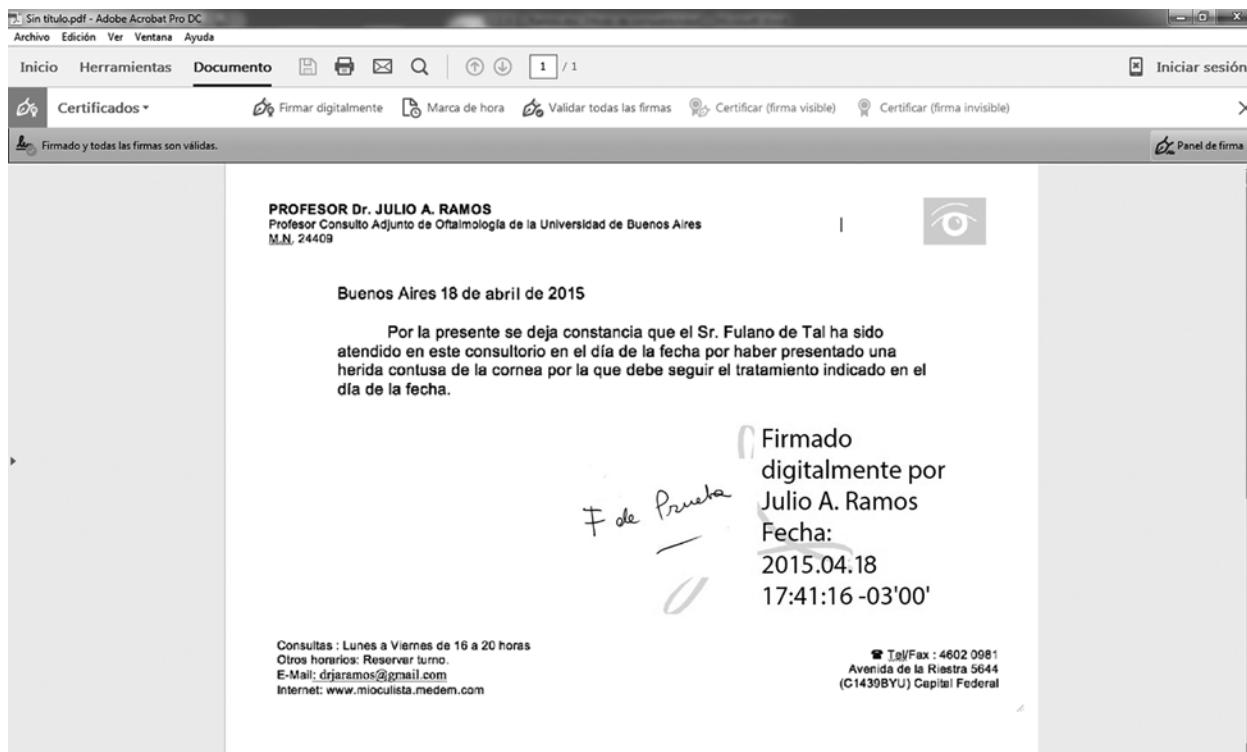 Sin título.pdf - Adobe Acrobat Pro DC
Archivo Edición Ver Ventana Ayuda
Inicio Herramientas Documento 1 / 1 Iniciar sesión
Certificados Firmar digitalmente Marca de hora Validar todas las firmas Certificar (firma visible) Certificar (firma invisible)
Firmado y todas las firmas son válidas. Panel de firma
PROFESOR Dr. JULIO A. RAMOS
Profesor Consulto Adjunto de Oftalmología de la Universidad de Buenos Aires
M.N. 24409
Buenos Aires 18 de abril de 2015
Por la presente se deja constancia que el Sr. Fulano de Tal ha sido
atendido en este consultorio en el día de la fecha por haber presentado una
herida contusa de la cornea por la que debe seguir el tratamiento indicado en el
día de la fecha.
F de Prueba
Firmado
digitalmente por
Julio A. Ramos
Fecha:
2015.04.18
17:41:16 -03'00'
Consultas : Lunes a Viernes de 16 a 20 horas
Otros horarios: Reservar turno.
E-Mail: drjaramos@gmail.com
Internet: www.mioculista.medem.com
☎ Tel/Fax : 4602 0981
Avenida de la Riestra 5644
(C1439BYU) Capital Federal